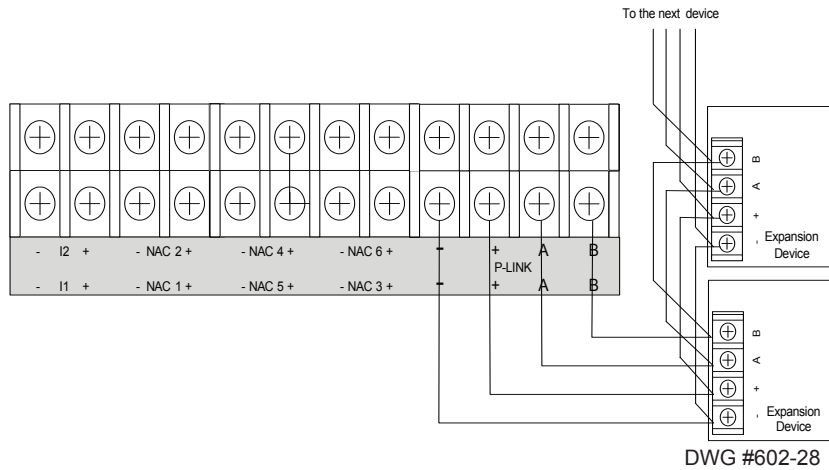 To the next device
B
A
+
-
Expansion
Device
- I2 + - NAC 2 + - NAC 4 + - NAC 6 + - + A B
P-LINK
- I1 + - NAC 1 + - NAC 5 + - NAC 3 + - + A B
B
A
+
-
Expansion
Device
DWG #602-28